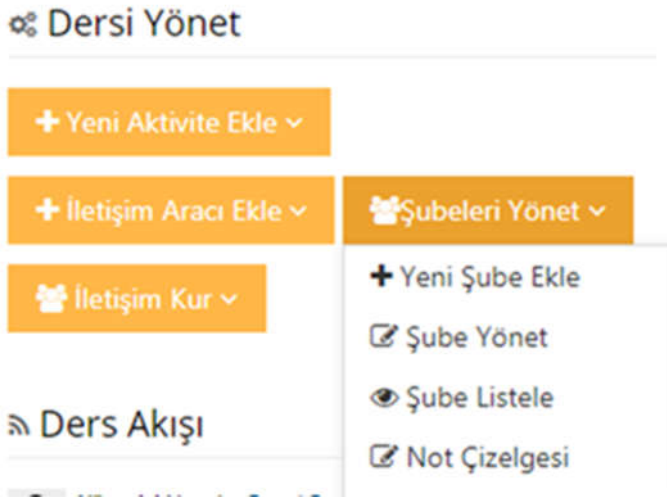 Dersi Yönet
Yeni Aktivite Ekle
İletişim Aracı Ekle
Şubeleri Yönet
Yeni Şube Ekle
İletişim Kur
Şube Yönet
Şube Listele
Ders Akışı
Not Çizelgesi